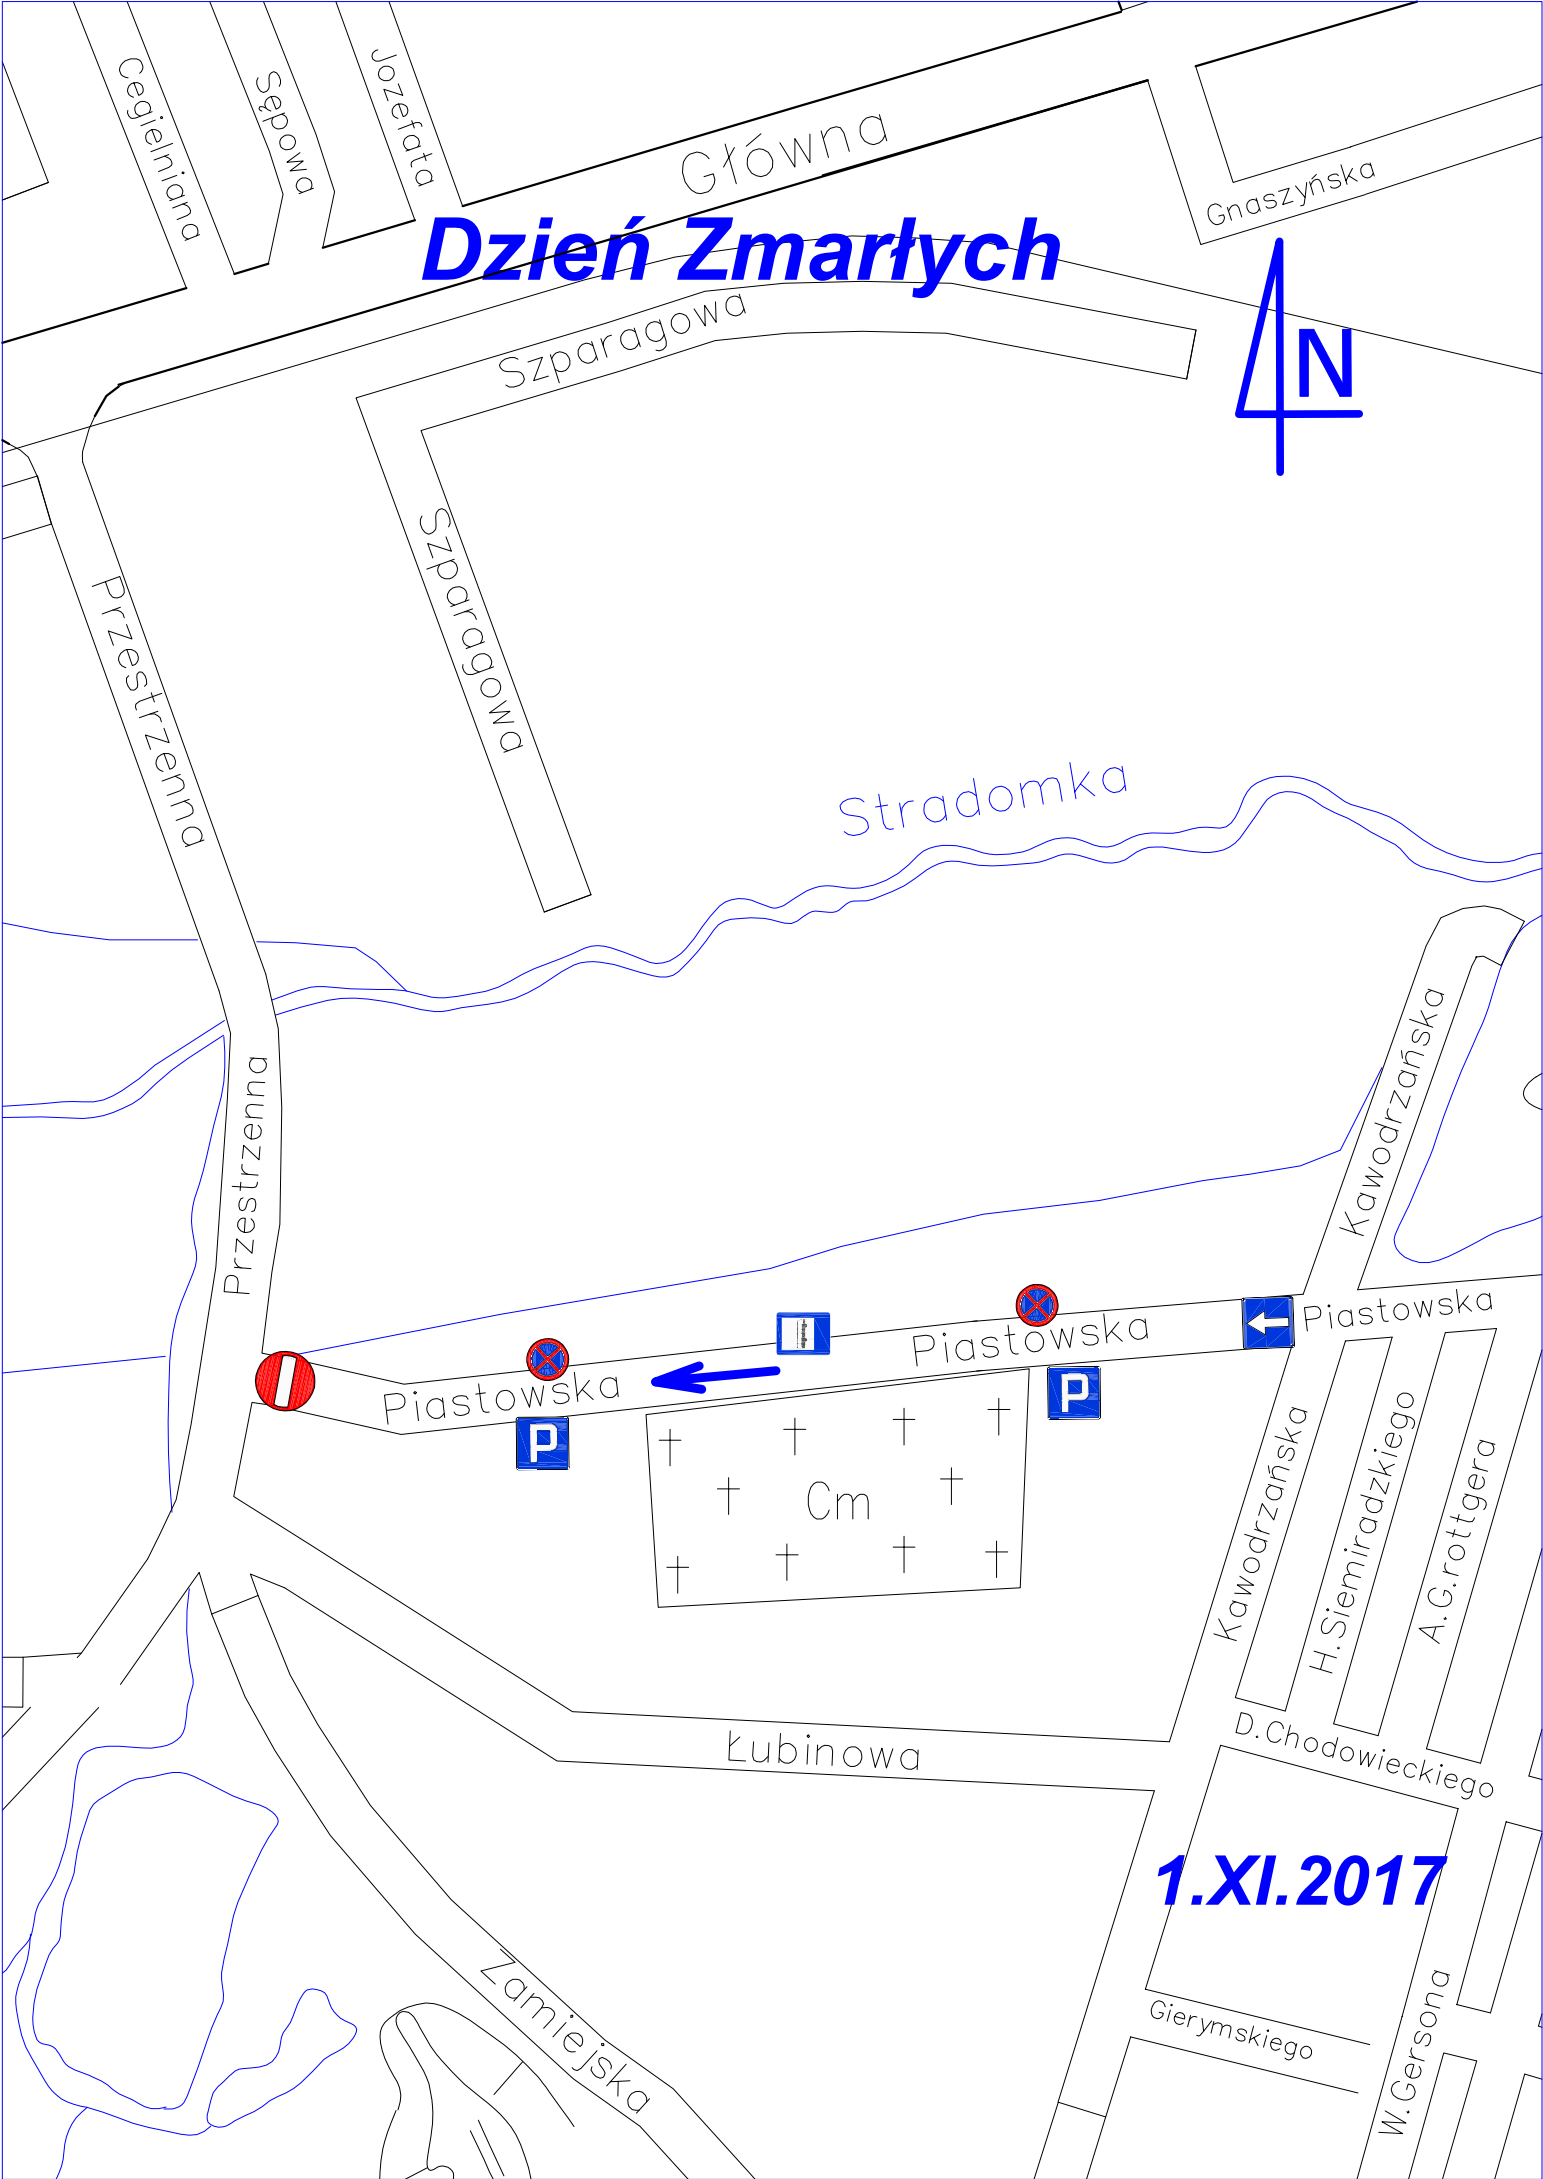 Cegielniana
Sępowa
Jozefata
Główna
Gnaszyńska
Dzień Zmarłych
Szparagowa
N
Szparagowa
Przestrzenna
Stradomka
Kawodrzańska
Przestrzenna
Piastowska
Piastowska
Piastowska
P
P
Cm
Kawodrzańska
H.Siemiradzkiego
A.G.rottgera
Łubinowa
D.Chodowieckiego
1.XI.2017
Zamiejska
Gierymskiego
W.Gersona